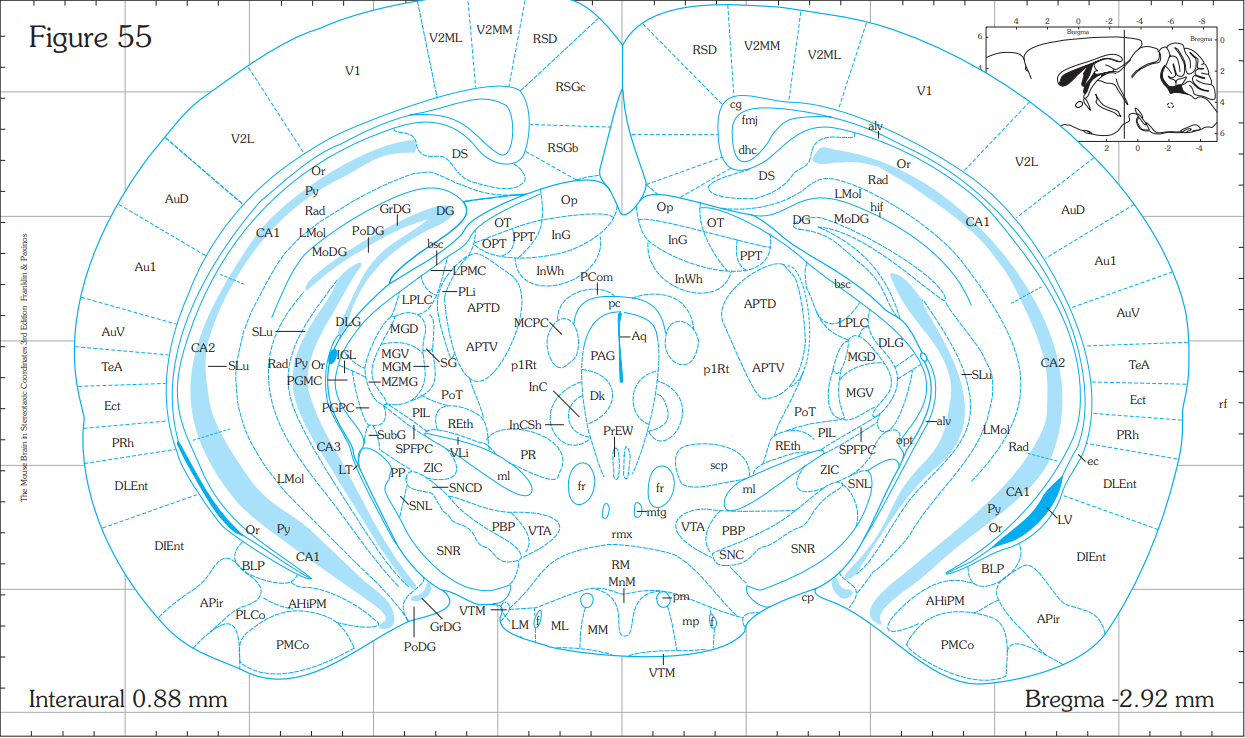 Figure 55
V1
V2ML
V2MM
RSD
RSGc
RSGb
V2L
AuD
Au1
AuV
TeA
Ect
PRh
DLEnt
DIEnt
RSD
V2MM
V2ML
V1
V2L
AuD
Au1
AuV
TeA
Ect
PRh
DLEnt
DIEnt
rf
4 2 0 -2 -4 -6 -8
Bregma
Bregma
6
4
0
2
4
6
2 0 -2 -4
cg
fmj
dhc
alv
DS
DS
Or
Py
Rad
LMol
MoDG
CA1
GrDG
PoDG
DG
bsc
Or
Rad
LMol
hif
MoDG
DG
CA1
Op
OT
PPT
OPT
InG
InWh
Op
OT
InG
PPT
InWh
LPMC
PLi
LPLC
APTD
APTV
PCom
pc
MCPC
Aq
PAG
p1Rt
p1Rt
APTD
APTV
bsc
LPLC
DLG
MGD
MGV
SLu
DLG
MGD
MGV
MGM
SG
MZMG
IGL
PGMC
PGPC
CA2
SLu
Rad
Py
Or
CA3
SubG
SPFPC
PIL
PoT
REth
VLi
LT
PP
ZIC
SNCD
SNL
ml
PR
InC
InCSh
Dk
PrEW
fr
fr
mtg
rmx
scp
PoT
REth
PIL
SPFPC
ZIC
SNL
ml
opt
alv
SLu
CA2
LMol
Rad
ec
CA1
Py
Or
LV
LMol
Or
Py
CA1
BLP
APir
PLCo
AHiPM
PMCo
SNR
PBP
VTA
VTA
PBP
SNC
SNR
RM
MnM
pm
VTM
LM
f
ML
MM
mp
f
VTM
cp
GrDG
PoDG
BLP
AHiPM
APir
PMCo
The Mouse Brain in Stereotaxic Coordinates 3rd Edition Franklin & Paxinos
Interaural 0.88 mm
Bregma -2.92 mm